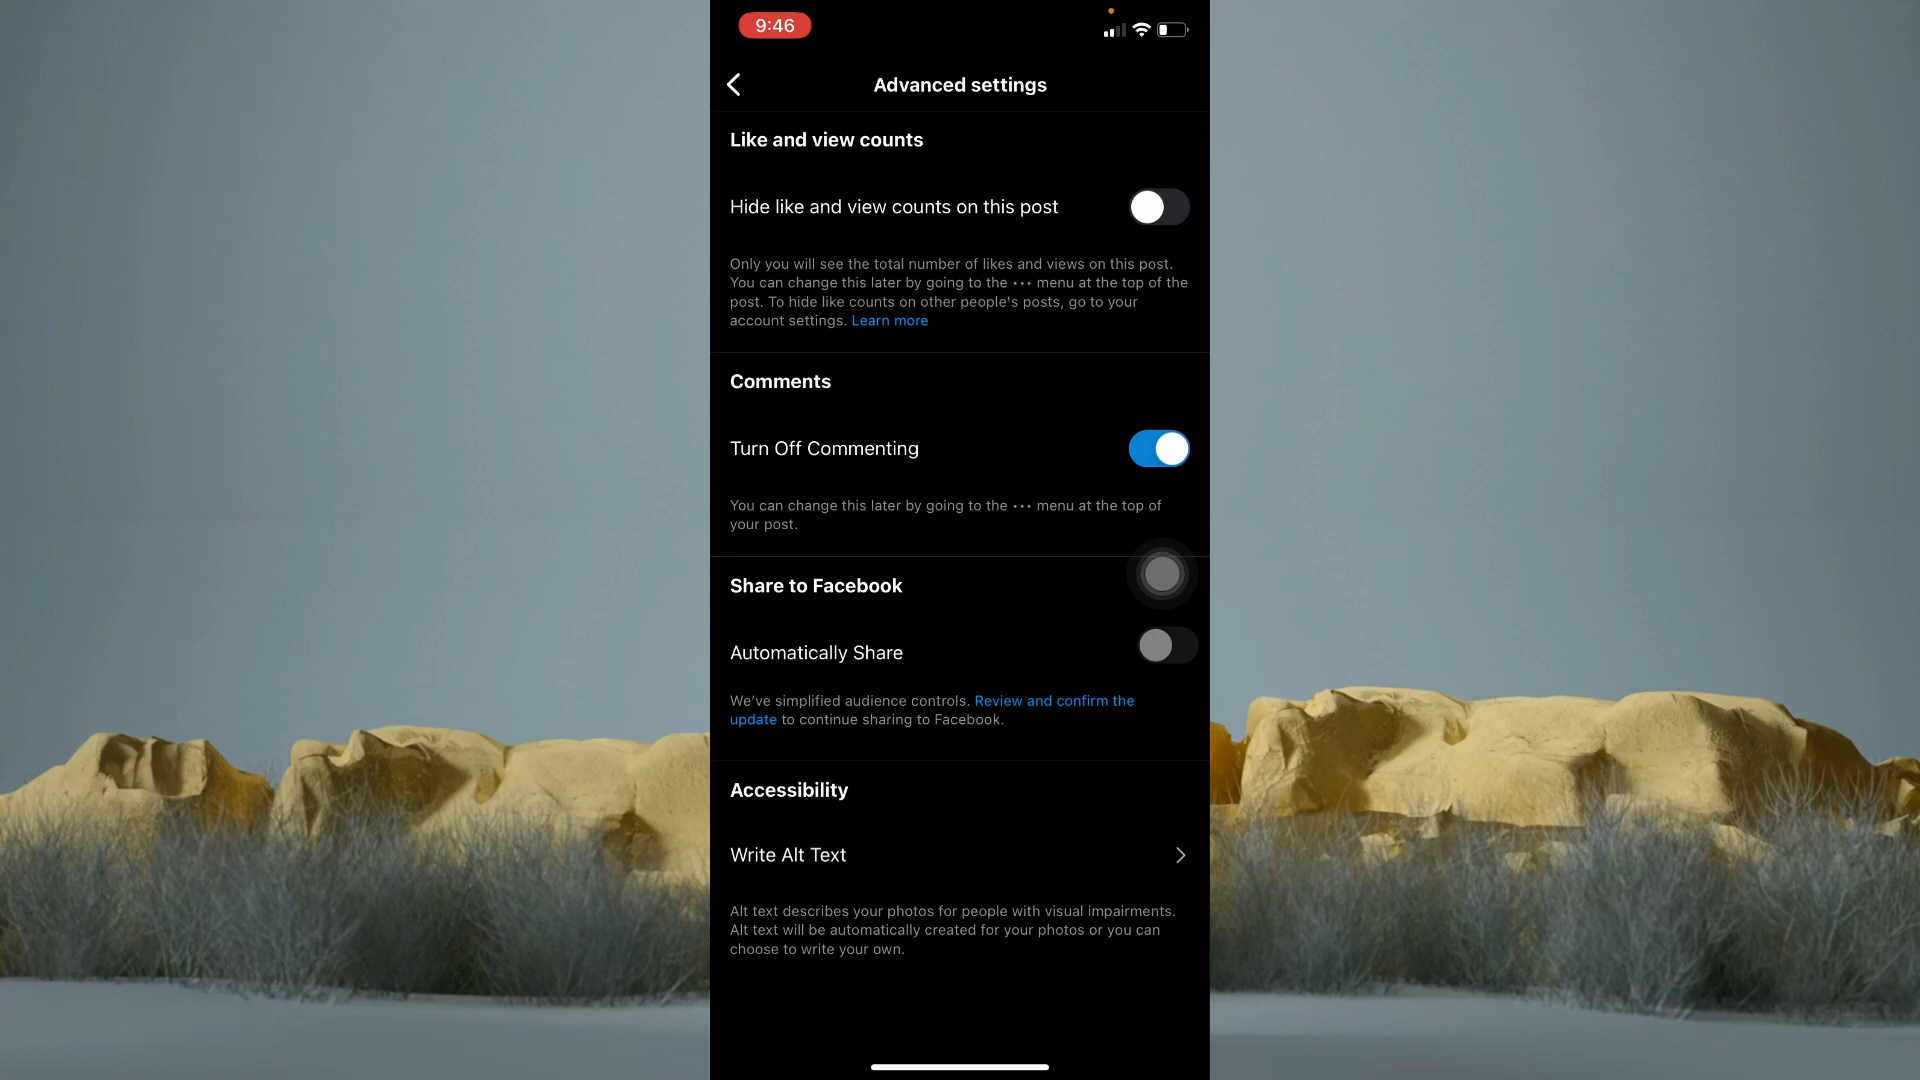 9:46
Advanced settings
Like and view counts
Hide like and view counts on this post
Only you will see the total number of likes and views on this post.
You can change this later by going to the ••• menu at the top of the
post. To hide like counts on other people's posts, go to your
account settings. Learn more
Comments
Turn Off Commenting
You can change this later by going to the ••• menu at the top of
your post.
Share to Facebook
Automatically Share
We’ve simplified audience controls. Review and confirm the
update to continue sharing to Facebook.
Accessibility
Write Alt Text
Alt text describes your photos for people with visual impairments.
Alt text will be automatically created for your photos or you can
choose to write your own.